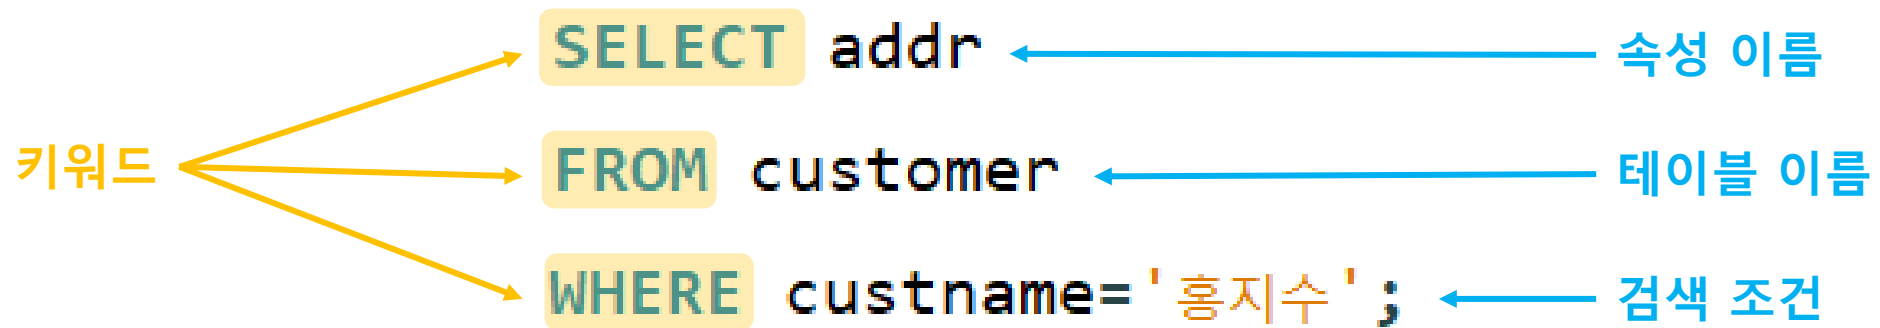 SELECT addr
속성 이름
키워드
FROM customer
테이블 이름
WHERE custname='홍지수';
검색 조건